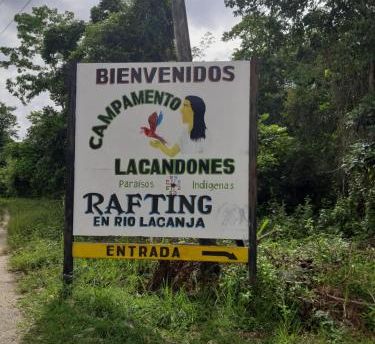 BIENVENIDOS
CAMPAMENTO
LACANDONES
Paraisos Indigenas
RAFTING
EN RIO LACANJA
ENTRADA